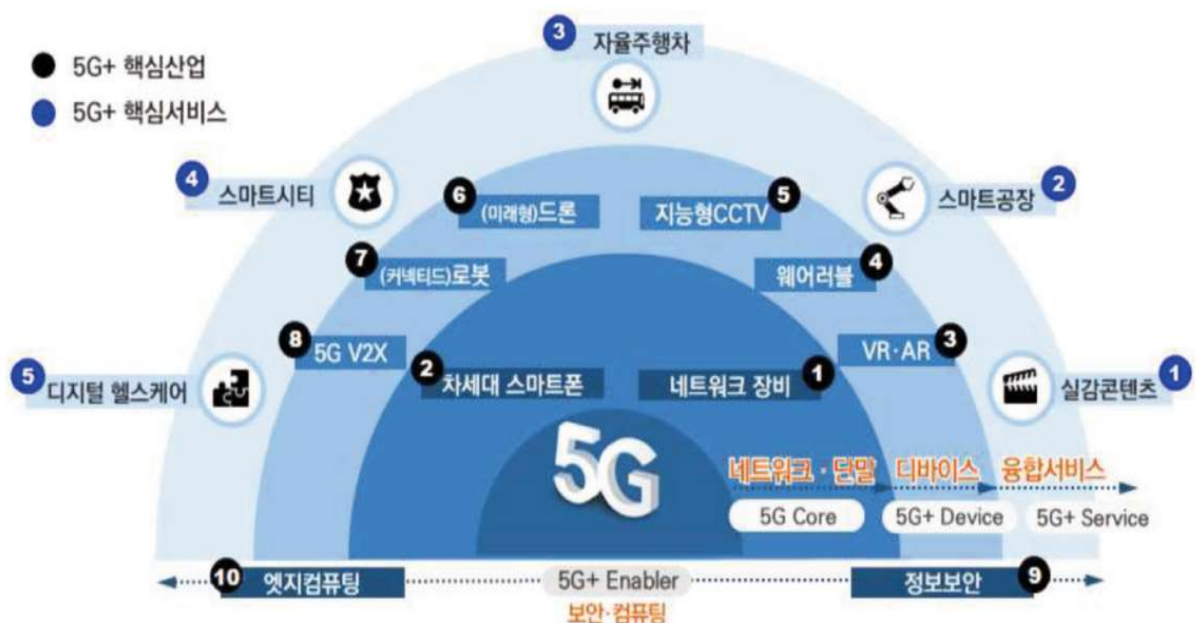 3 자율주행차
● 5G+ 핵심산업
● 5G+ 핵심서비스
4 스마트시티
스마트공장 2
6 (미래형)드론
지능형CCTV 5
7 (커넥티드)로봇
웨어러블 4
8 5G V2X
VR·AR 3
2 차세대 스마트폰
네트워크 장비 1
5 디지털 헬스케어
실감콘텐츠 1
5G
네트워크·단말 디바이스 융합서비스
5G Core 5G+ Device 5G+ Service
10 엣지컴퓨팅
5G+ Enabler
정보보안 9
보안·컴퓨팅